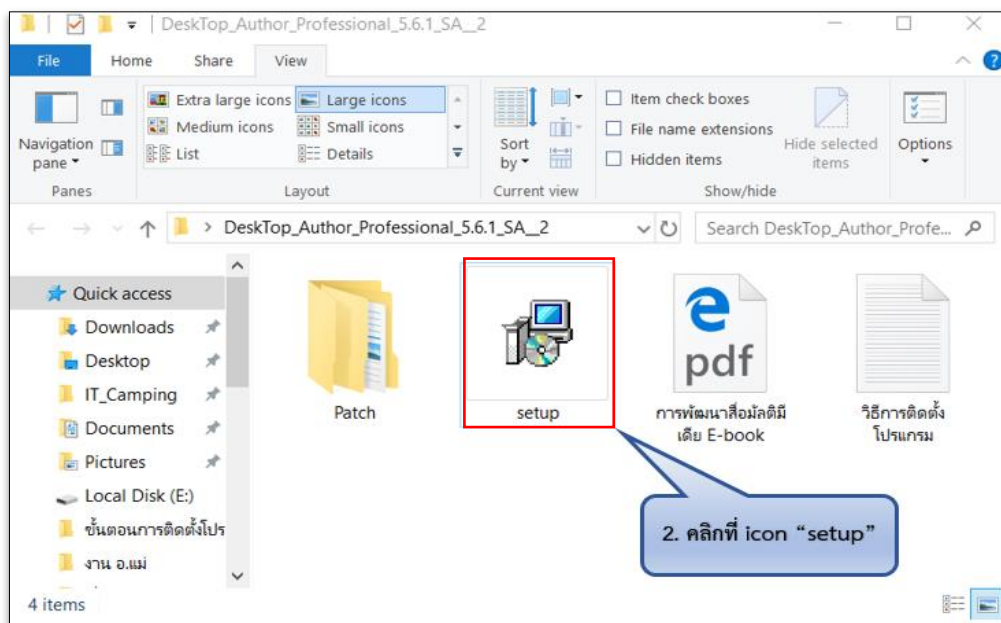 DeskTop_Author_Professional_5.6.1_SA__2
File Home Share View
Extra large icons Large icons
Medium icons Small icons
List Details
Navigation pane
Sort by
Item check boxes
File name extensions
Hidden items
Hide selected items
Options
Panes Layout Current view Show/hide
DeskTop_Author_Professional_5.6.1_SA__2
Search DeskTop_Author_Profe...
Quick access
Downloads
Desktop
IT_Camping
Documents
Pictures
Local Disk (E:)
ขั้นตอนการติดตั้งโปร
งาน อ.แม่
Patch
setup
pdf
การพัฒนาสื่อมัลติมี
เดีย E-book
วิธีการติดตั้ง
โปรแกรม
2. คลิกที่ icon “setup”
4 items